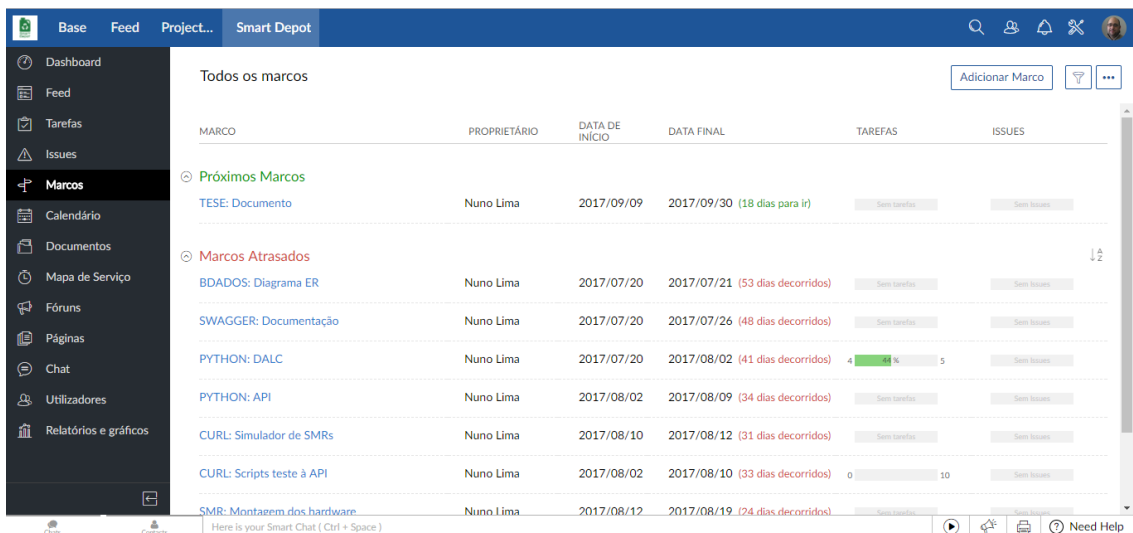 Base Feed Project... Smart Depot
Dashboard
Feed
Tarefas
Issues
Marcos
Calendário
Documentos
Mapa de Serviço
Fóruns
Páginas
Chat
Utilizadores
Relatórios e gráficos
Todos os marcos
Adicionar Marco
MARCO PROPRIETÁRIO DATA DE INÍCIO DATA FINAL TAREFAS ISSUES
Próximos Marcos
TESE: Documento Nuno Lima 2017/09/09 2017/09/30 (18 dias para ir) Sem tarefas Sem Issues
Marcos Atrasados
BDADOS: Diagrama ER Nuno Lima 2017/07/20 2017/07/21 (53 dias decorridos) Sem tarefas Sem Issues
SWAGGER: Documentação Nuno Lima 2017/07/20 2017/07/26 (48 dias decorridos) Sem tarefas Sem Issues
PYTHON: DALC Nuno Lima 2017/07/20 2017/08/02 (41 dias decorridos) 4 44 % 5 Sem Issues
PYTHON: API Nuno Lima 2017/08/02 2017/08/09 (34 dias decorridos) Sem tarefas Sem Issues
CURL: Simulador de SMRs Nuno Lima 2017/08/10 2017/08/12 (31 dias decorridos) Sem tarefas Sem Issues
CURL: Scripts teste à API Nuno Lima 2017/08/02 2017/08/10 (33 dias decorridos) 0 10 Sem Issues
SMR: Montagem dos hardware Nuno Lima 2017/08/12 2017/08/19 (24 dias decorridos) Sem tarefas Sem Issues
Chats Contacts Here is your Smart Chat ( Ctrl + Space ) Need Help